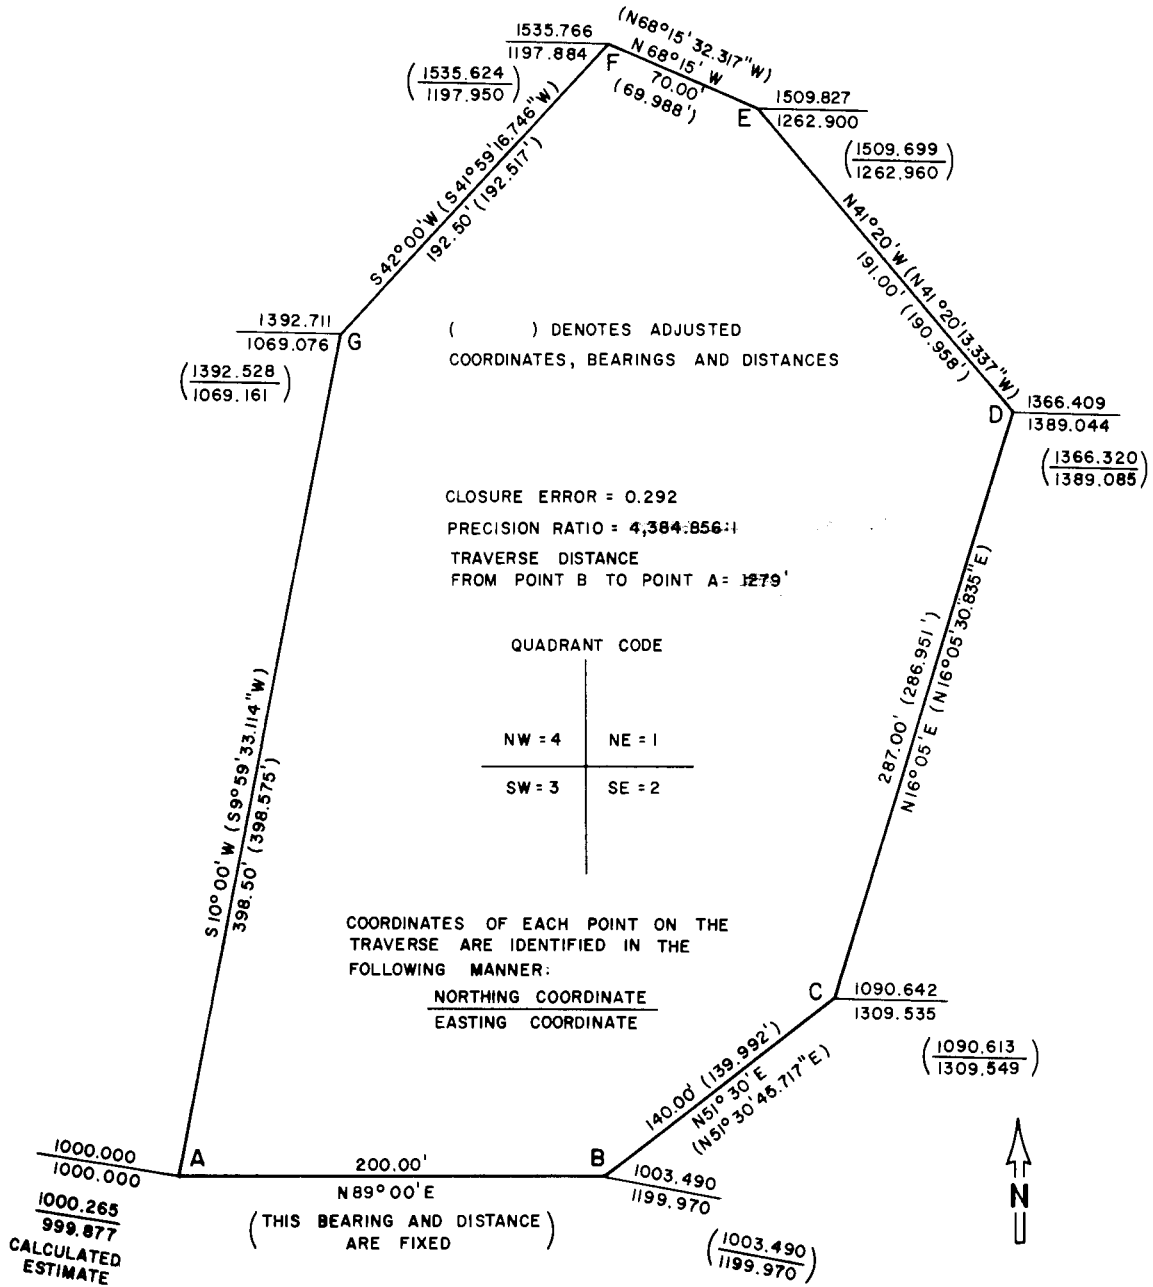 (N68°15'32.317"W)
N 68°15' W
70.00'
(69.988')
1535.766
1197.884
F
(1535.624
1197.950)
1509.827
1262.900
E
(1509.699
1262.960)
S42°00'W (S41°59'16.746"W)
192.50' (192.517')
N41°20'W (N41°20'13.337"W)
191.00' (190.958')
1392.711
1069.076
G
(1392.528
1069.161)
( ) DENOTES ADJUSTED
COORDINATES, BEARINGS AND DISTANCES
1366.409
1389.044
D
(1366.320
1389.085)
CLOSURE ERROR = 0.292
PRECISION RATIO = 4,384.856:1
TRAVERSE DISTANCE
FROM POINT B TO POINT A = 1279'
287.00' (286.951')
N16°05'E (N16°05'30.835"E)
QUADRANT CODE
NW = 4 NE = 1
SW = 3 SE = 2
S10°00'W (S9°59'33.114"W)
398.50' (398.575')
COORDINATES OF EACH POINT ON THE
TRAVERSE ARE IDENTIFIED IN THE
FOLLOWING MANNER:
NORTHING COORDINATE
EASTING COORDINATE
C
1090.642
1309.535
(1090.613
1309.549)
140.00' (139.992')
N51°30'E
(N51°30'45.717"E)
A
1000.000
1000.000
1000.265
999.877
CALCULATED
ESTIMATE
200.00'
N89°00'E
(THIS BEARING AND DISTANCE
ARE FIXED)
B
1003.490
1199.970
(1003.490
1199.970)
N